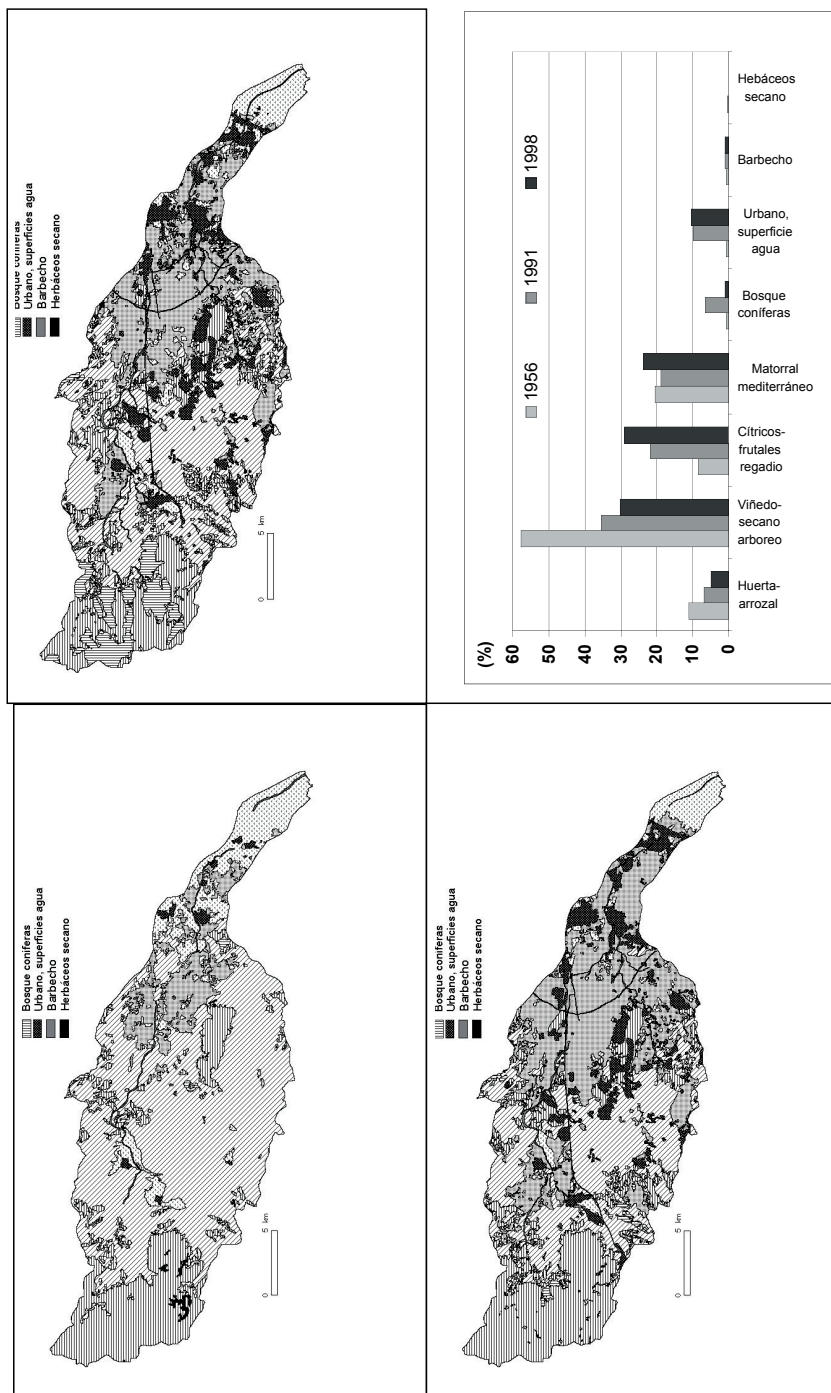 Bosque coníferas
Urbano, superficies agua
Barbecho
Herbáceos secano
0 5 km
Bosque coníferas
Urbano, superficies agua
Barbecho
Herbáceos secano
0 5 km
Bosque coníferas
Urbano, superficies agua
Barbecho
Herbáceos secano
0 5 km
(%)
60
50
40
30
20
10
0
1956 1991 1998
Huerta-
arrozal
Viñedo-
secano
arboreo
Cítricos-
frutales
regadio
Matorral
mediterráneo
Bosque
coníferas
Urbano,
superficie
agua
Barbecho
Hebáceos
secano